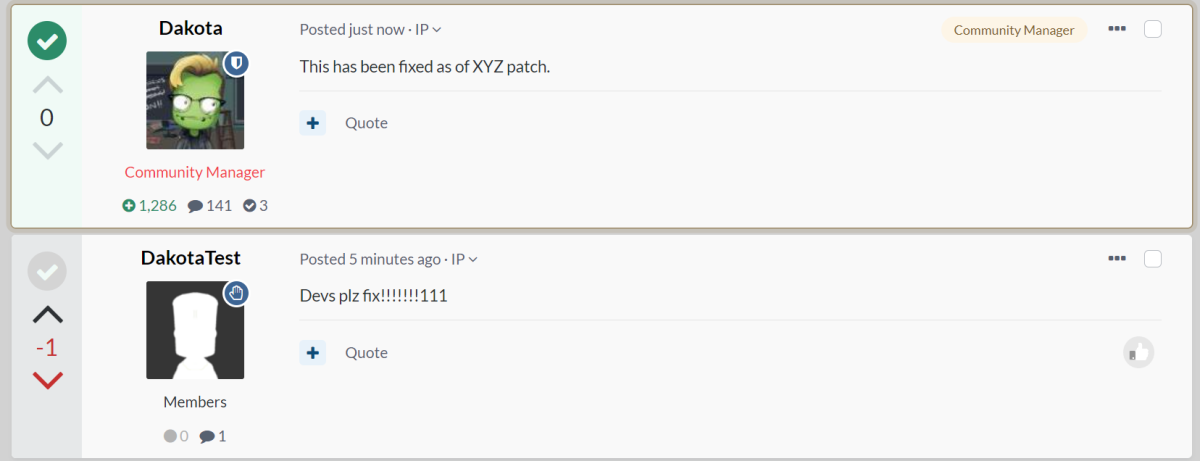 Dakota
Posted just now · IP
Community Manager
This has been fixed as of XYZ patch.
0
+ Quote
Community Manager
1,286 141 3
DakotaTest
Posted 5 minutes ago · IP
Devs plz fix!!!!!!!111
-1
+ Quote
Members
0 1